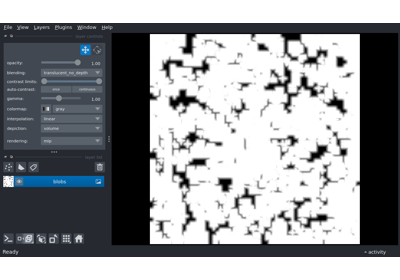 File View Layers Plugins Window Help
opacity: 1.00
blending: translucent_no_depth
contrast limits:
auto-contrast: once continuous
gamma: 1.00
colormap: gray
interpolation: linear
depiction: volume
rendering: mip
blobs
Ready
activity